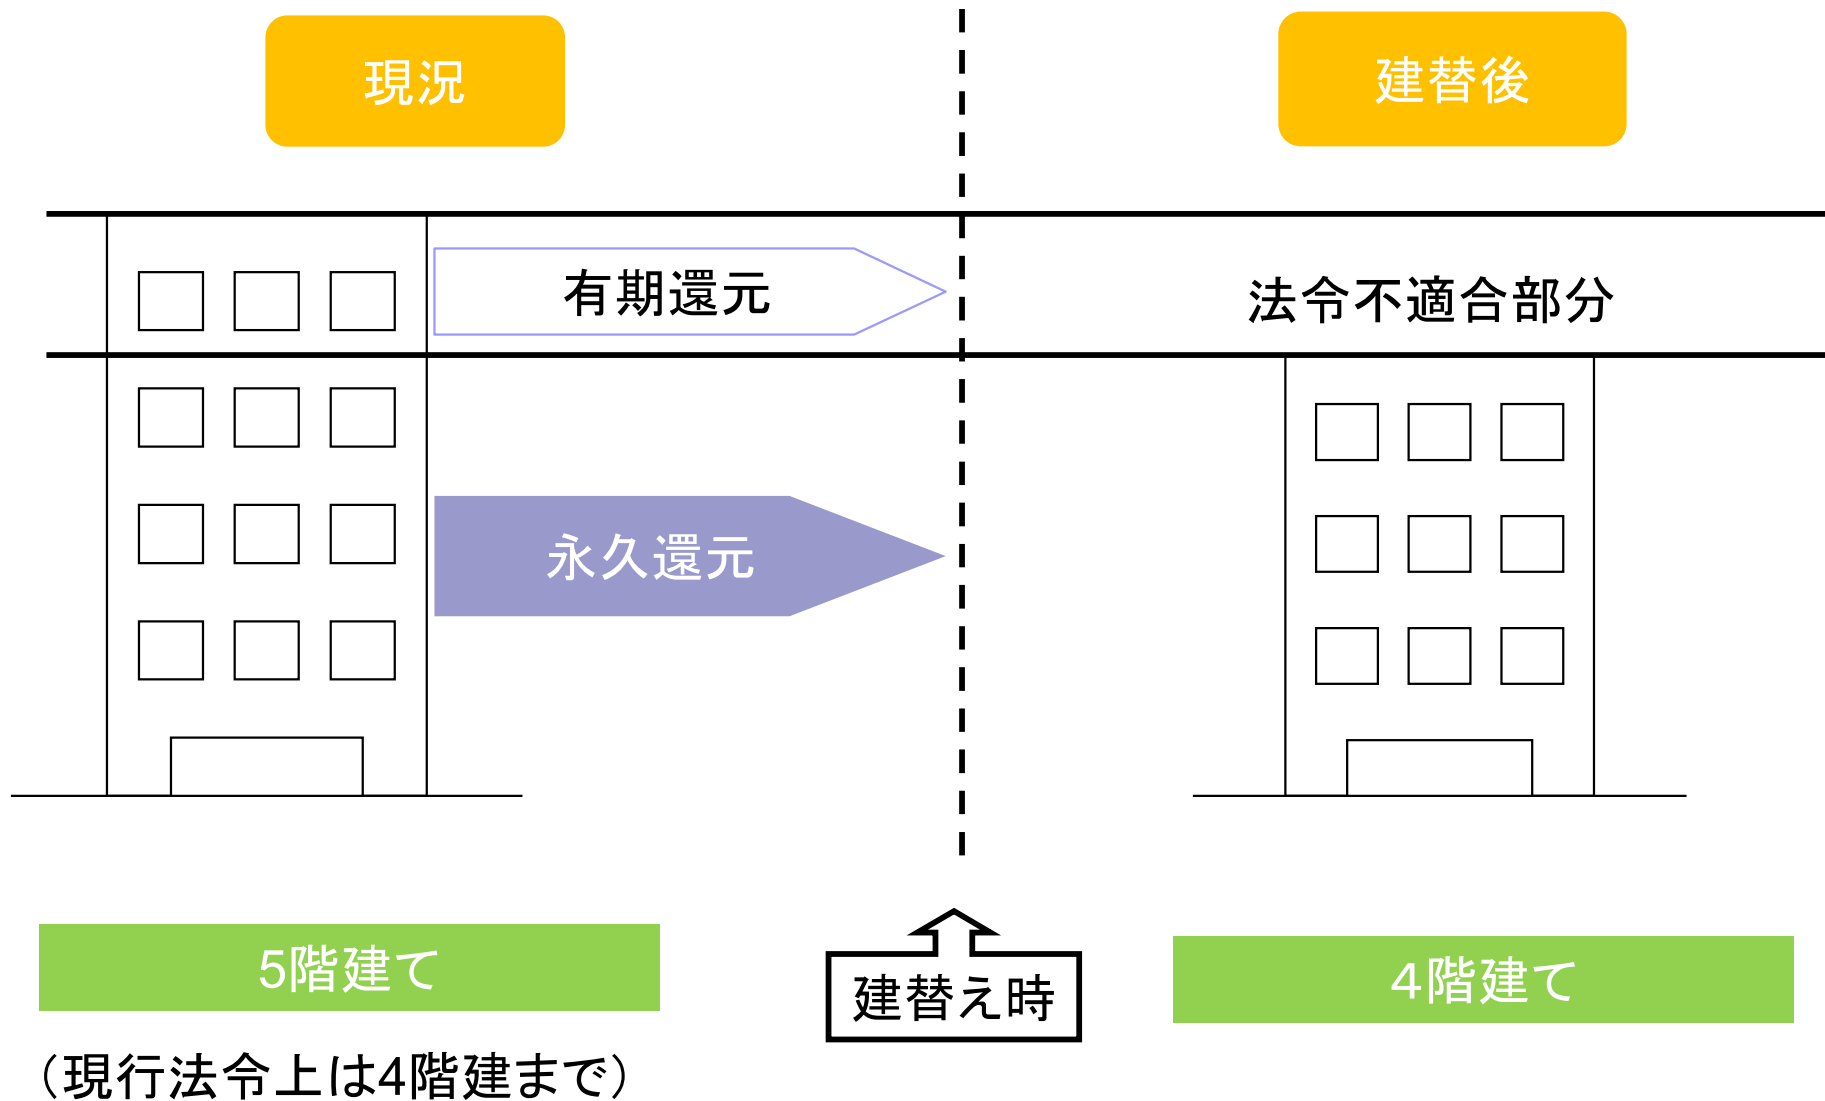 現況
建替後
有期還元
法令不適合部分
永久還元
5階建て
4階建て
建替え時
（現行法令上は4階建まで）